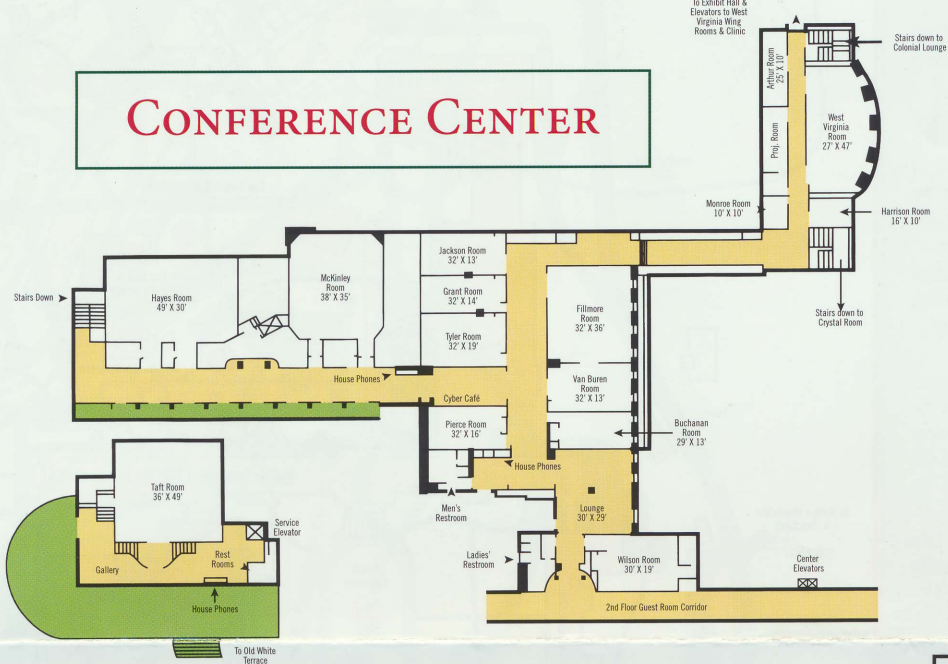 To Exhibit Hall &
Elevators to West
Virginia Wing
Rooms & Clinic
Stairs down to
Colonial Lounge
Arthur Room
25' X 10'
CONFERENCE CENTER
West
Virginia
Room
27' X 47'
Proj. Room
Monroe Room
10' X 10'
Harrison Room
16' X 10'
Jackson Room
32' X 13'
McKinley
Room
38' X 35'
Grant Room
32' X 14'
Stairs Down
Hayes Room
49' X 30'
Fillmore
Room
32' X 36'
Stairs down to
Crystal Room
Tyler Room
32' X 19'
House Phones
Van Buren
Room
32' X 13'
Cyber Café
Pierce Room
32' X 16'
Buchanan
Room
29' X 13'
House Phones
Taft Room
36' X 49'
Men's
Restroom
Lounge
30' X 29'
Service
Elevator
Ladies'
Restroom
Wilson Room
30' X 19'
Center
Elevators
Rest
Rooms
Gallery
House Phones
2nd Floor Guest Room Corridor
To Old White
Terrace